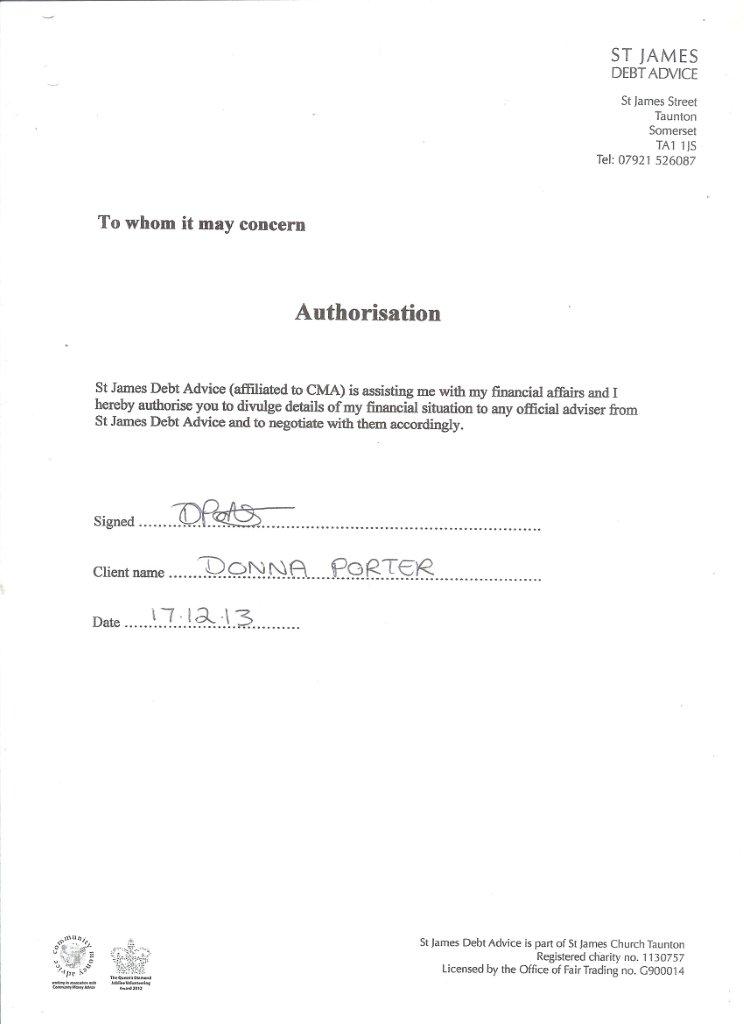 ST JAMES
DEBT ADVICE
St James Street
Taunton
Somerset
TA1 1JS
Tel: 07921 526087
To whom it may concern
Authorisation
St James Debt Advice (affiliated to CMA) is assisting me with my financial affairs and I
hereby authorise you to divulge details of my financial situation to any official adviser from
St James Debt Advice and to negotiate with them accordingly.
Signed ..........................................................
Client name ...... DONNA PORTER ......................
Date ...... 17.12.13 ..........
community money advice
working in association with
Community Money Advice
The Queen's Diamond
Jubilee Volunteering
Award 2012
St James Debt Advice is part of St James Church Taunton
Registered charity no. 1130757
Licensed by the Office of Fair Trading no. G900014